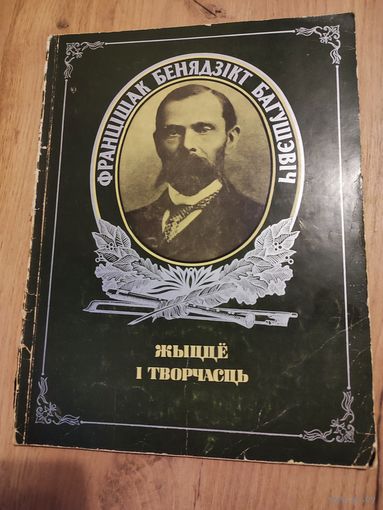 ФРАНЦІШАК БЕНЯДЗІКТ БАГУШЭВІЧ
ЖЫЦЦЁ
І ТВОРЧАСЦЬ